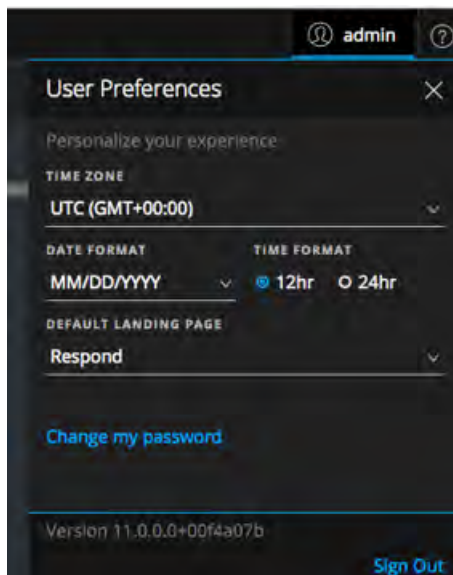 admin
User Preferences
Personalize your experience
TIME ZONE
UTC (GMT+00:00)
DATE FORMAT TIME FORMAT
MM/DD/YYYY 12hr 24hr
DEFAULT LANDING PAGE
Respond
Change my password
Version 11.0.0.0+00f4a07b
Sign Out